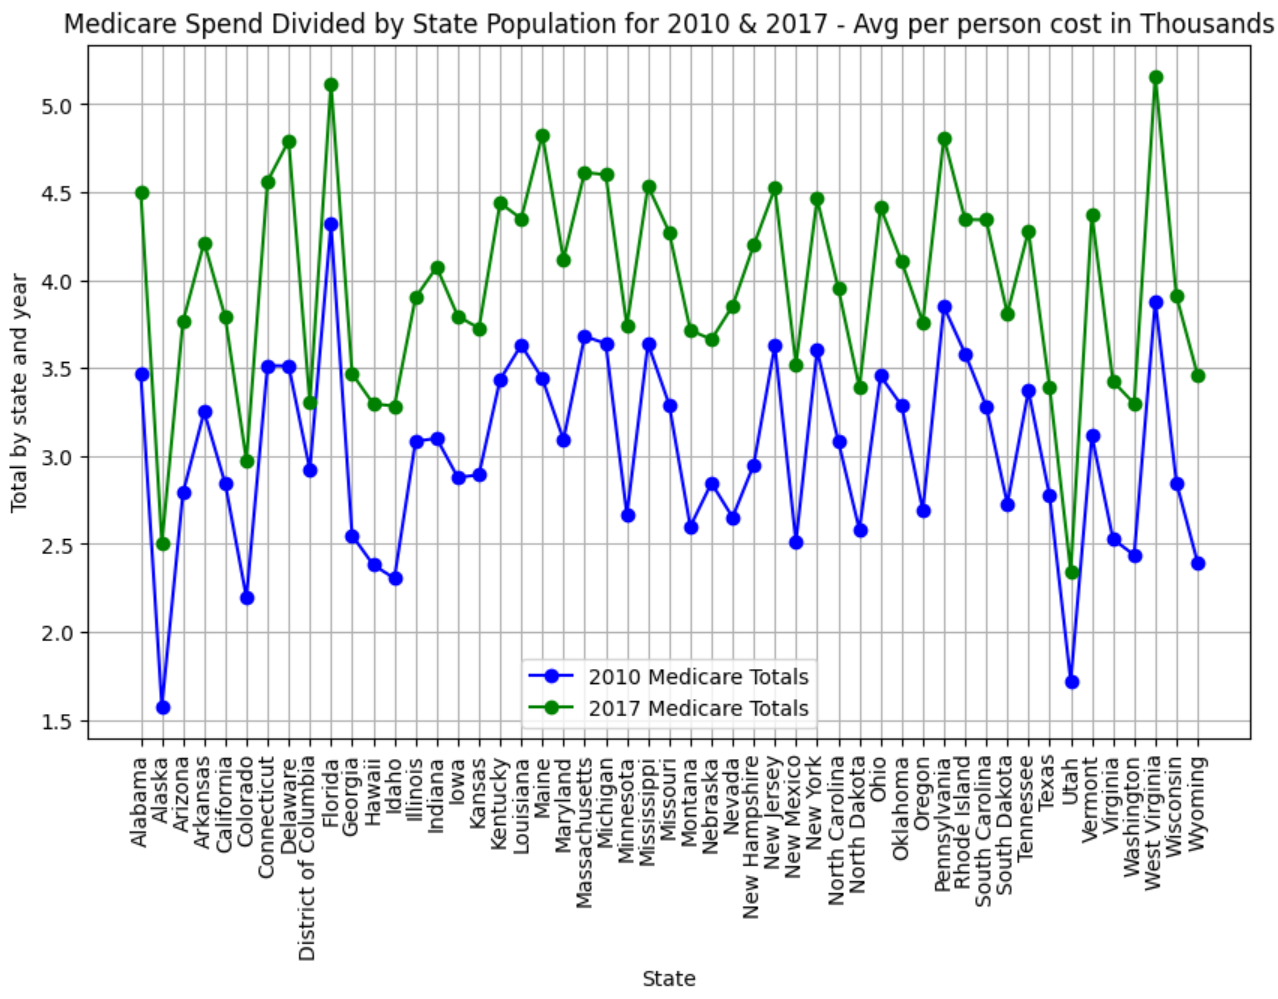 Medicare Spend Divided by State Population for 2010 & 2017 - Avg per person cost in Thousands
Total by state and year
5.0
4.5
4.0
3.5
3.0
2.5
2.0
1.5
2010 Medicare Totals
2017 Medicare Totals
Alabama
Alaska
Arizona
Arkansas
California
Colorado
Connecticut
Delaware
District of Columbia
Florida
Georgia
Hawaii
Idaho
Illinois
Indiana
Iowa
Kansas
Kentucky
Louisiana
Maine
Maryland
Massachusetts
Michigan
Minnesota
Mississippi
Missouri
Montana
Nebraska
Nevada
New Hampshire
New Jersey
New Mexico
New York
North Carolina
North Dakota
Ohio
Oklahoma
Oregon
Pennsylvania
Rhode Island
South Carolina
South Dakota
Tennessee
Texas
Utah
Vermont
Virginia
Washington
West Virginia
Wisconsin
Wyoming
State